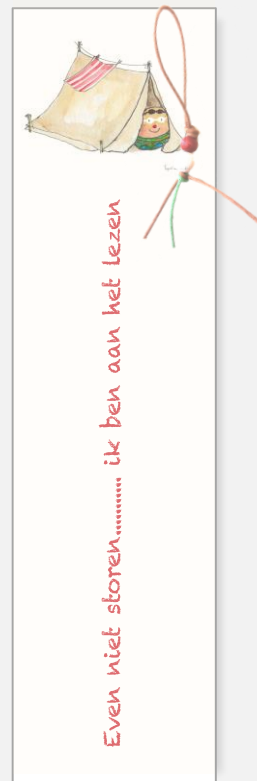 Even niet storen........... ik ben aan het lezen